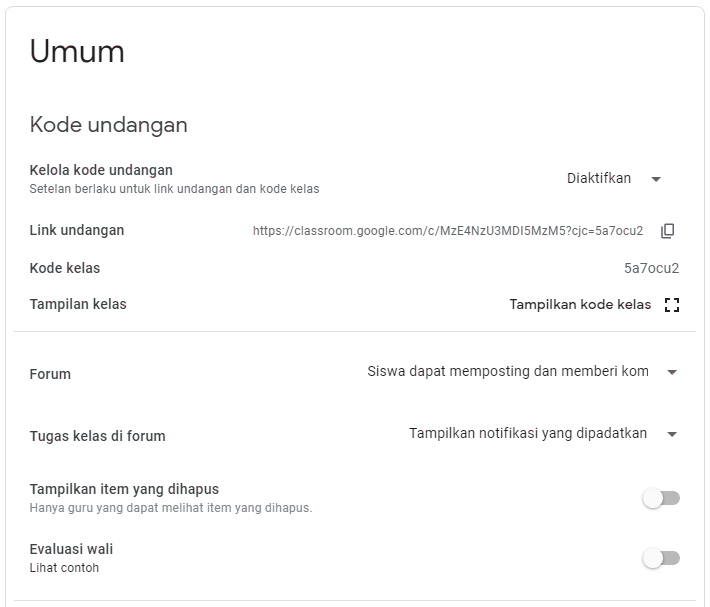 Umum
Kode undangan
Kelola kode undangan
Diaktifkan
Setelan berlaku untuk link undangan dan kode kelas
Link undangan
https://classroom.google.com/c/MzE4NzU3MDI5MzM5?cjc=5a7ocu2
Kode kelas
5a7ocu2
Tampilan kelas
Tampilkan kode kelas
Forum
Siswa dapat memposting dan memberi kom
Tugas kelas di forum
Tampilkan notifikasi yang dipadatkan
Tampilkan item yang dihapus
Hanya guru yang dapat melihat item yang dihapus.
Evaluasi wali
Lihat contoh